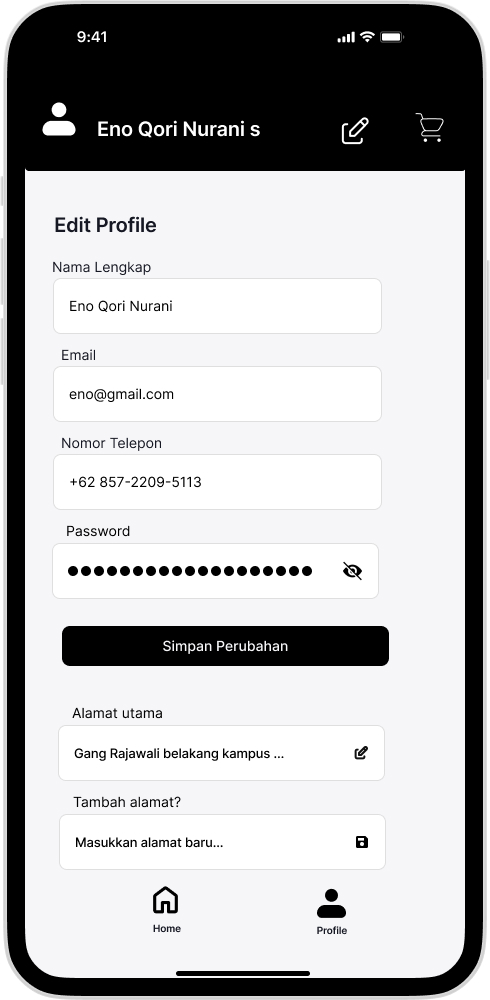 9:41
Eno Qori Nurani s
Edit Profile
Nama Lengkap
Eno Qori Nurani
Email
eno@gmail.com
Nomor Telepon
+62 857-2209-5113
Password
●●●●●●●●●●●●●●●●●●●
Simpan Perubahan
Alamat utama
Gang Rajawali belakang kampus ...
Tambah alamat?
Masukkan alamat baru...
Home
Profile